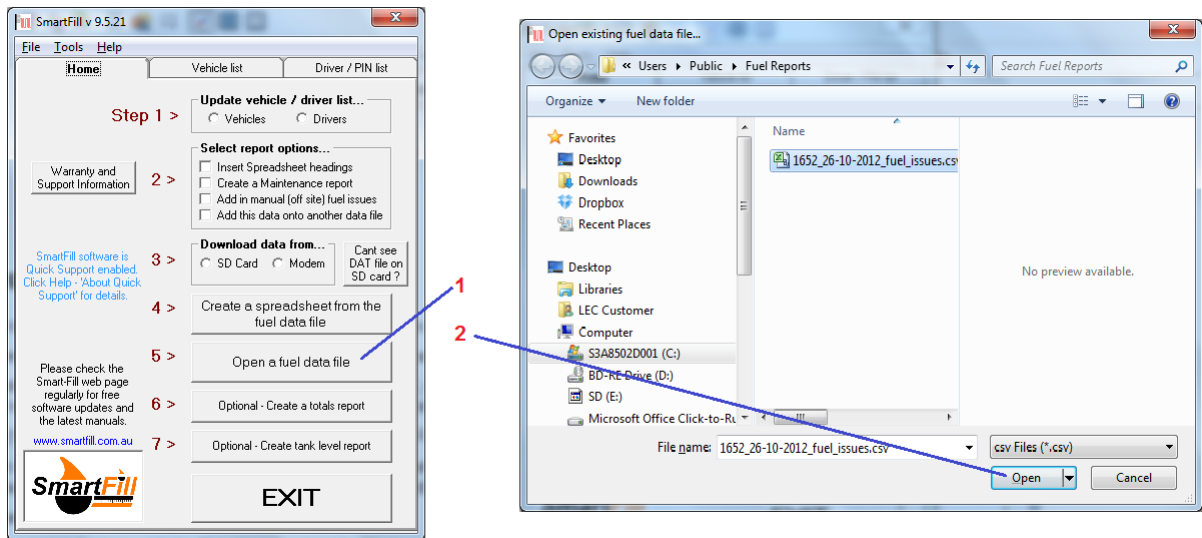 SmartFill v 9.5.21
File Tools Help
Home Vehicle list Driver / PIN list
Step 1 >
Update vehicle / driver list...
Vehicles Drivers
Warranty and
Support Information
2 >
Select report options...
Insert Spreadsheet headings
Create a Maintenance report
Add in manual (off site) fuel issues
Add this data onto another data file
SmartFill software is
Quick Support enabled.
Click Help - 'About Quick
Support' for details.
3 >
Download data from...
SD Card Modem
Cant see
DAT file on
SD card ?
4 >
Create a spreadsheet from the
fuel data file
5 >
Open a fuel data file
Please check the
Smart-Fill web page
regularly for free
software updates and
the latest manuals.
www.smartfill.com.au
6 >
Optional - Create a totals report
7 >
Optional - Create tank level report
SmartFill
EXIT
1
2
Open existing fuel data file...
« Users Public Fuel Reports
Search Fuel Reports
Organize New folder
Favorites
Desktop
Downloads
Dropbox
Recent Places
Desktop
Libraries
LEC Customer
Computer
S3A8502D001 (C:)
BD-RE Drive (D:)
SD (E:)
Microsoft Office Click-to-Ru
Name
1652_26-10-2012_fuel_issues.csv
No preview available.
File name: 1652_26-10-2012_fuel_issues.csv
csv Files (*.csv)
Open Cancel